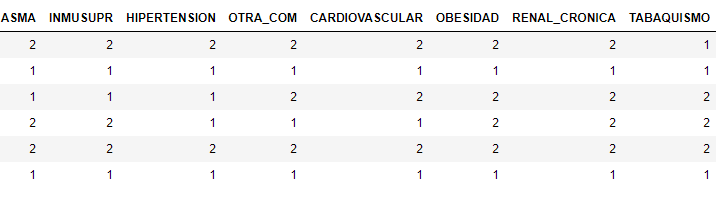 ASMA INMUSUPR HIPERTENSION OTRA_COM CARDIOVASCULAR OBESIDAD RENAL_CRONICA TABAQUISMO
2 2 2 2 2 2 2 1
1 1 1 1 1 1 1 1
1 1 1 2 2 2 2 2
2 2 1 1 1 2 2 2
2 2 2 2 2 2 2 2
1 1 1 1 1 1 1 1